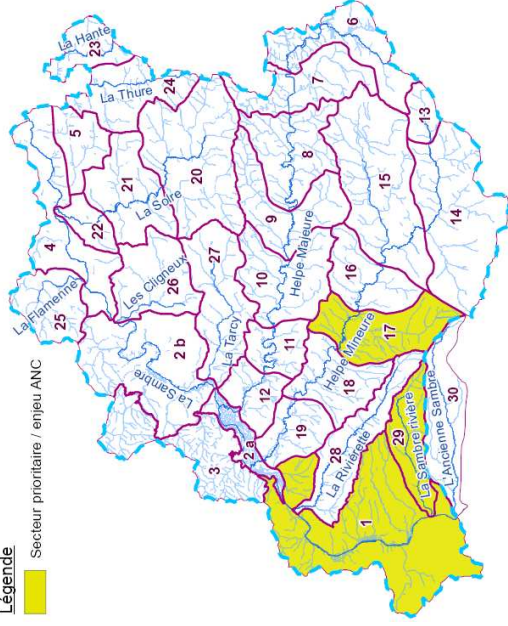 Légende
Secteur prioritaire / enjeu ANC
La Hante
23
La Thure
24
5
6
7
8
13
21
20
La Solre
22
4
La Flamenne
25
Les Cligneux
26
27
2 b
La Sambre
La Tarcy
9
10
Helpe Majeure
15
14
16
11
12
3
2 a
19
18
Helpe Mineure
17
28
La Riviérette
29
La Sambre rivière
L'Ancienne Sambre
30
1